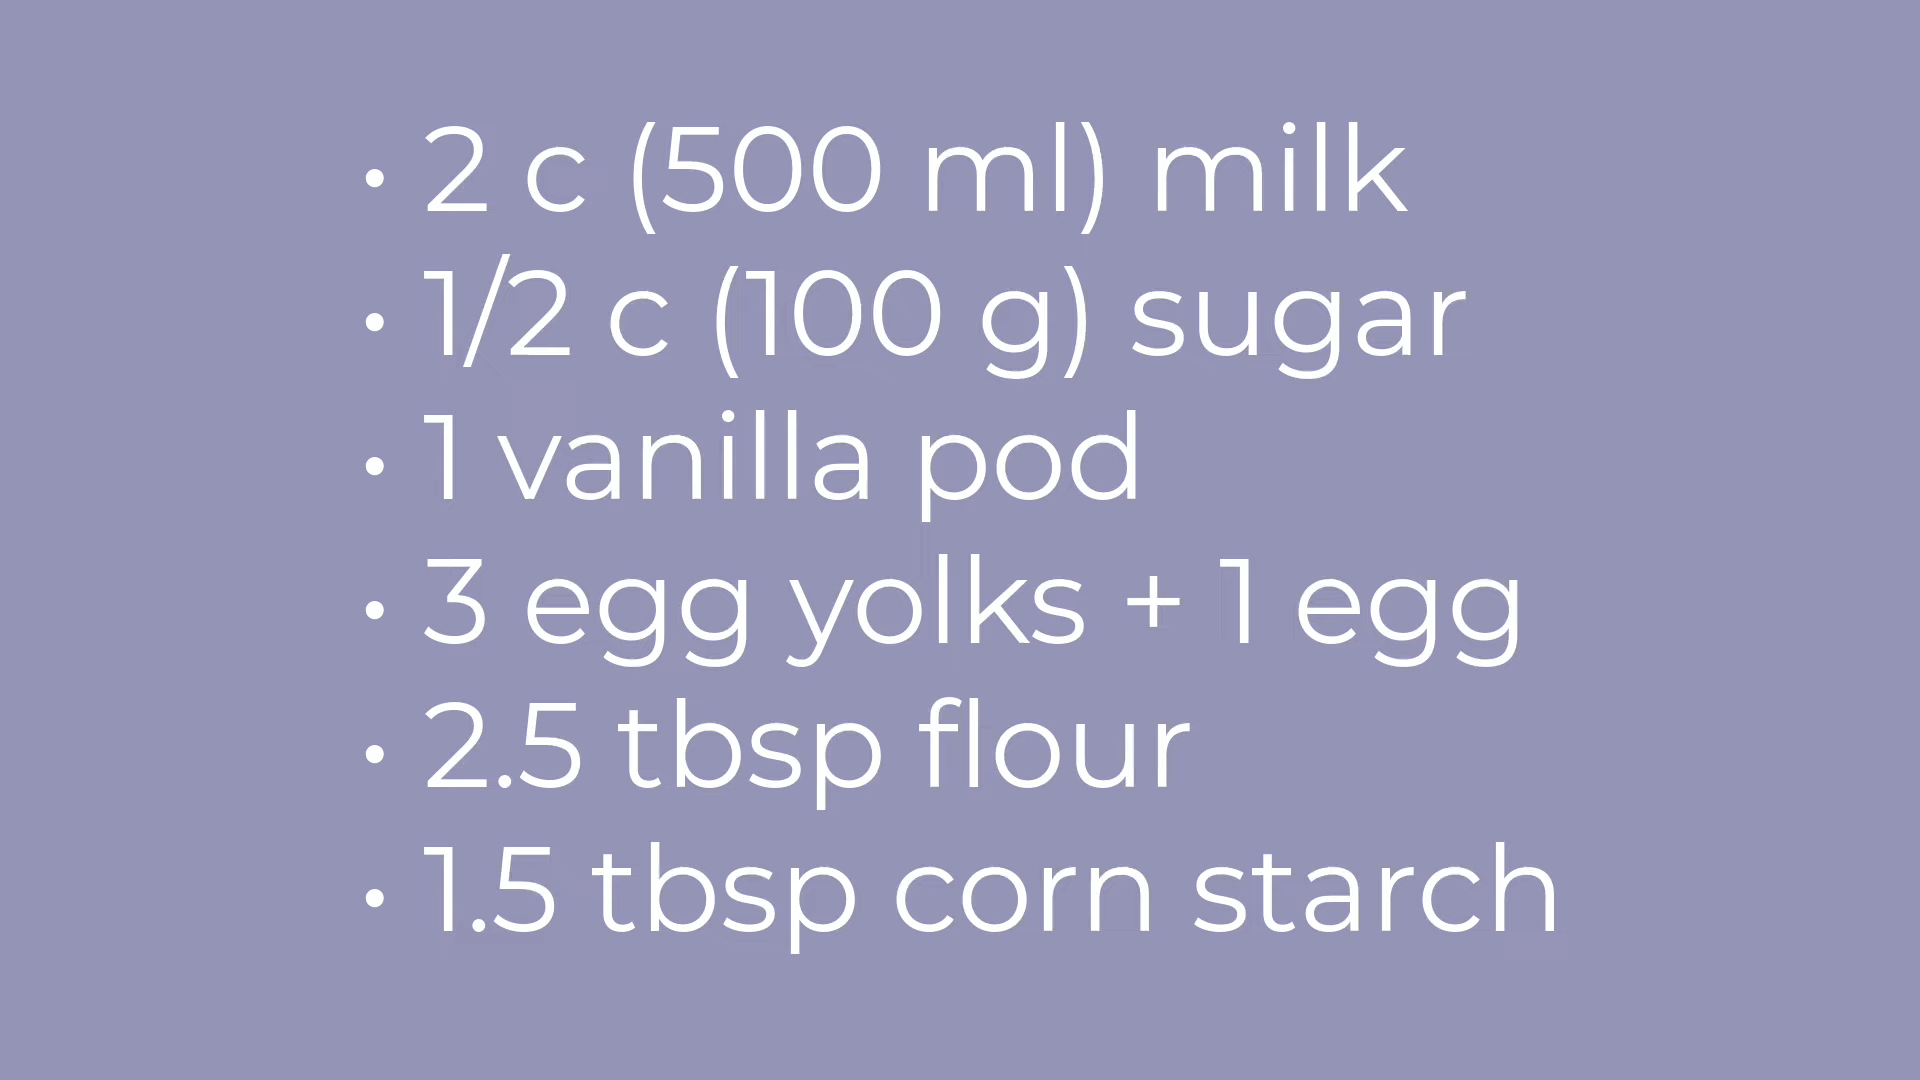 • 2 c (500 ml) milk
• 1/2 c (100 g) sugar
• 1 vanilla pod
• 3 egg yolks + 1 egg
• 2.5 tbsp flour
• 1.5 tbsp corn starch